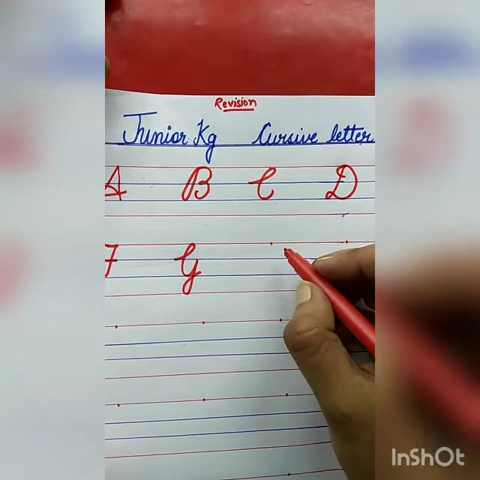 Revision
Junior Kg Cursive letter
A B C D
F G
InShOt